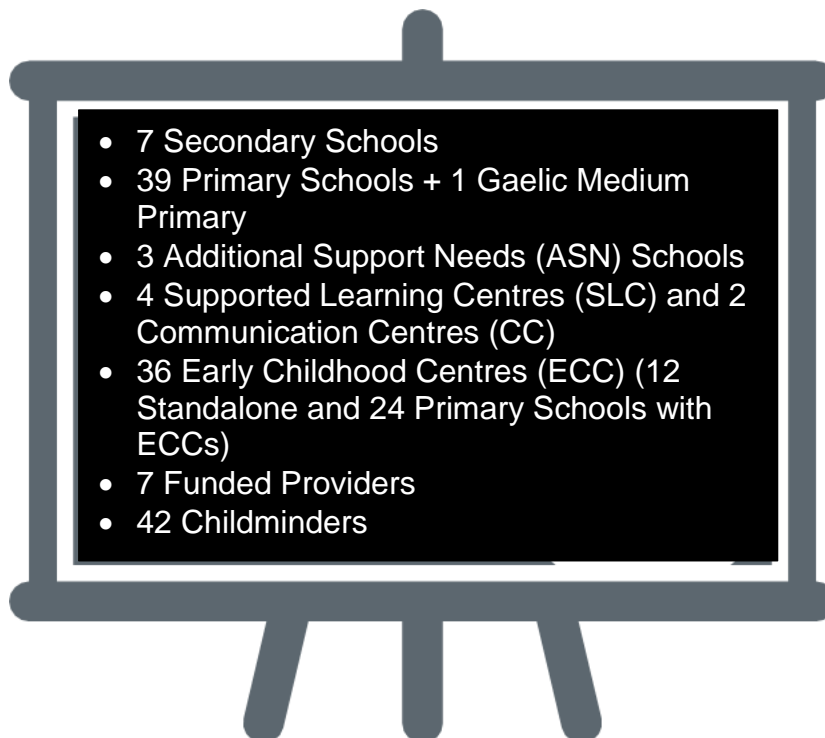 • 7 Secondary Schools
• 39 Primary Schools + 1 Gaelic Medium
Primary
• 3 Additional Support Needs (ASN) Schools
• 4 Supported Learning Centres (SLC) and 2
Communication Centres (CC)
• 36 Early Childhood Centres (ECC) (12
Standalone and 24 Primary Schools with
ECCs)
• 7 Funded Providers
• 42 Childminders